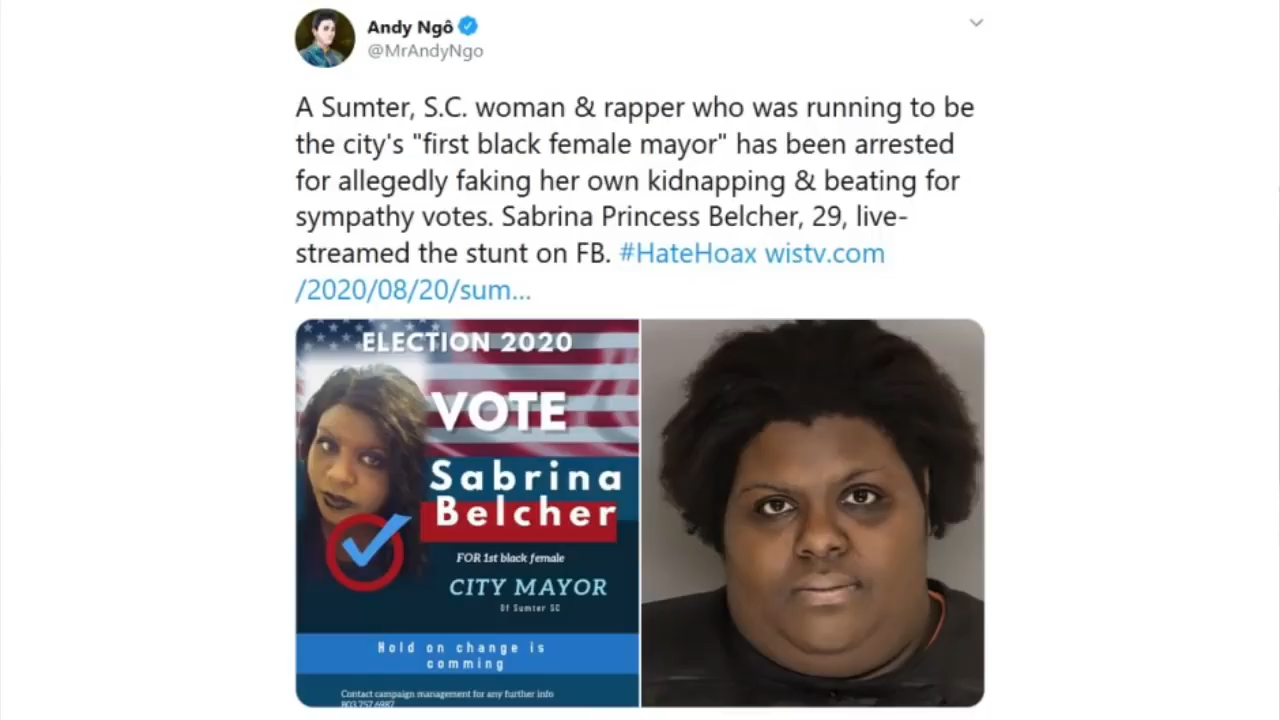 Andy Ngô
@MrAndyNgo
A Sumter, S.C. woman & rapper who was running to be
the city's "first black female mayor" has been arrested
for allegedly faking her own kidnapping & beating for
sympathy votes. Sabrina Princess Belcher, 29, live-
streamed the stunt on FB. #HateHoax wistv.com
/2020/08/20/sum...
ELECTION 2020
VOTE
Sabrina
Belcher
FOR 1st black female
CITY MAYOR
Of Sumter SC
Hold on change is
comming
Contact campaign management for any further info
803.757.6987